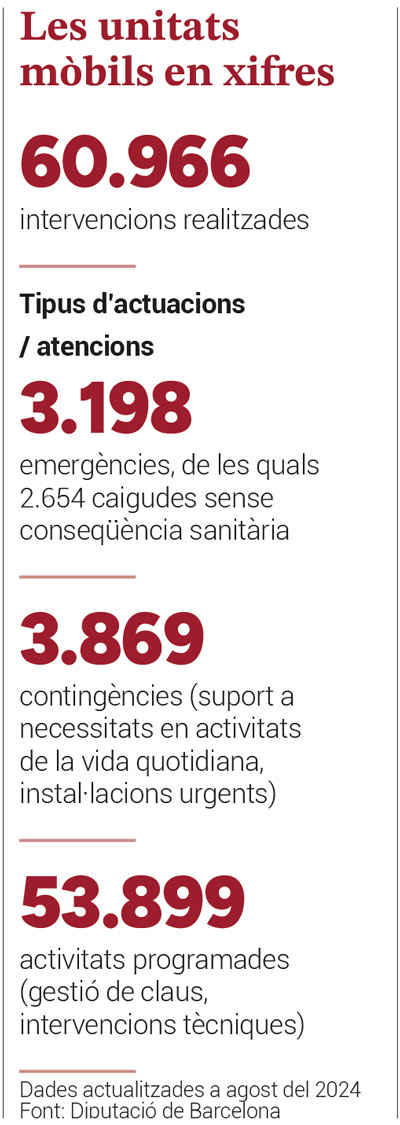 Les unitats
mòbils en xifres
60.966
intervencions realitzades
Tipus d'actuacions
/ atencions
3.198
emergències, de les quals
2.654 caigudes sense
conseqüència sanitària
3.869
contingències (suport a
necessitats en activitats
de la vida quotidiana,
instal·lacions urgents)
53.899
activitats programades
(gestió de claus,
intervencions tècniques)
Dades actualitzades a agost del 2024
Font: Diputació de Barcelona